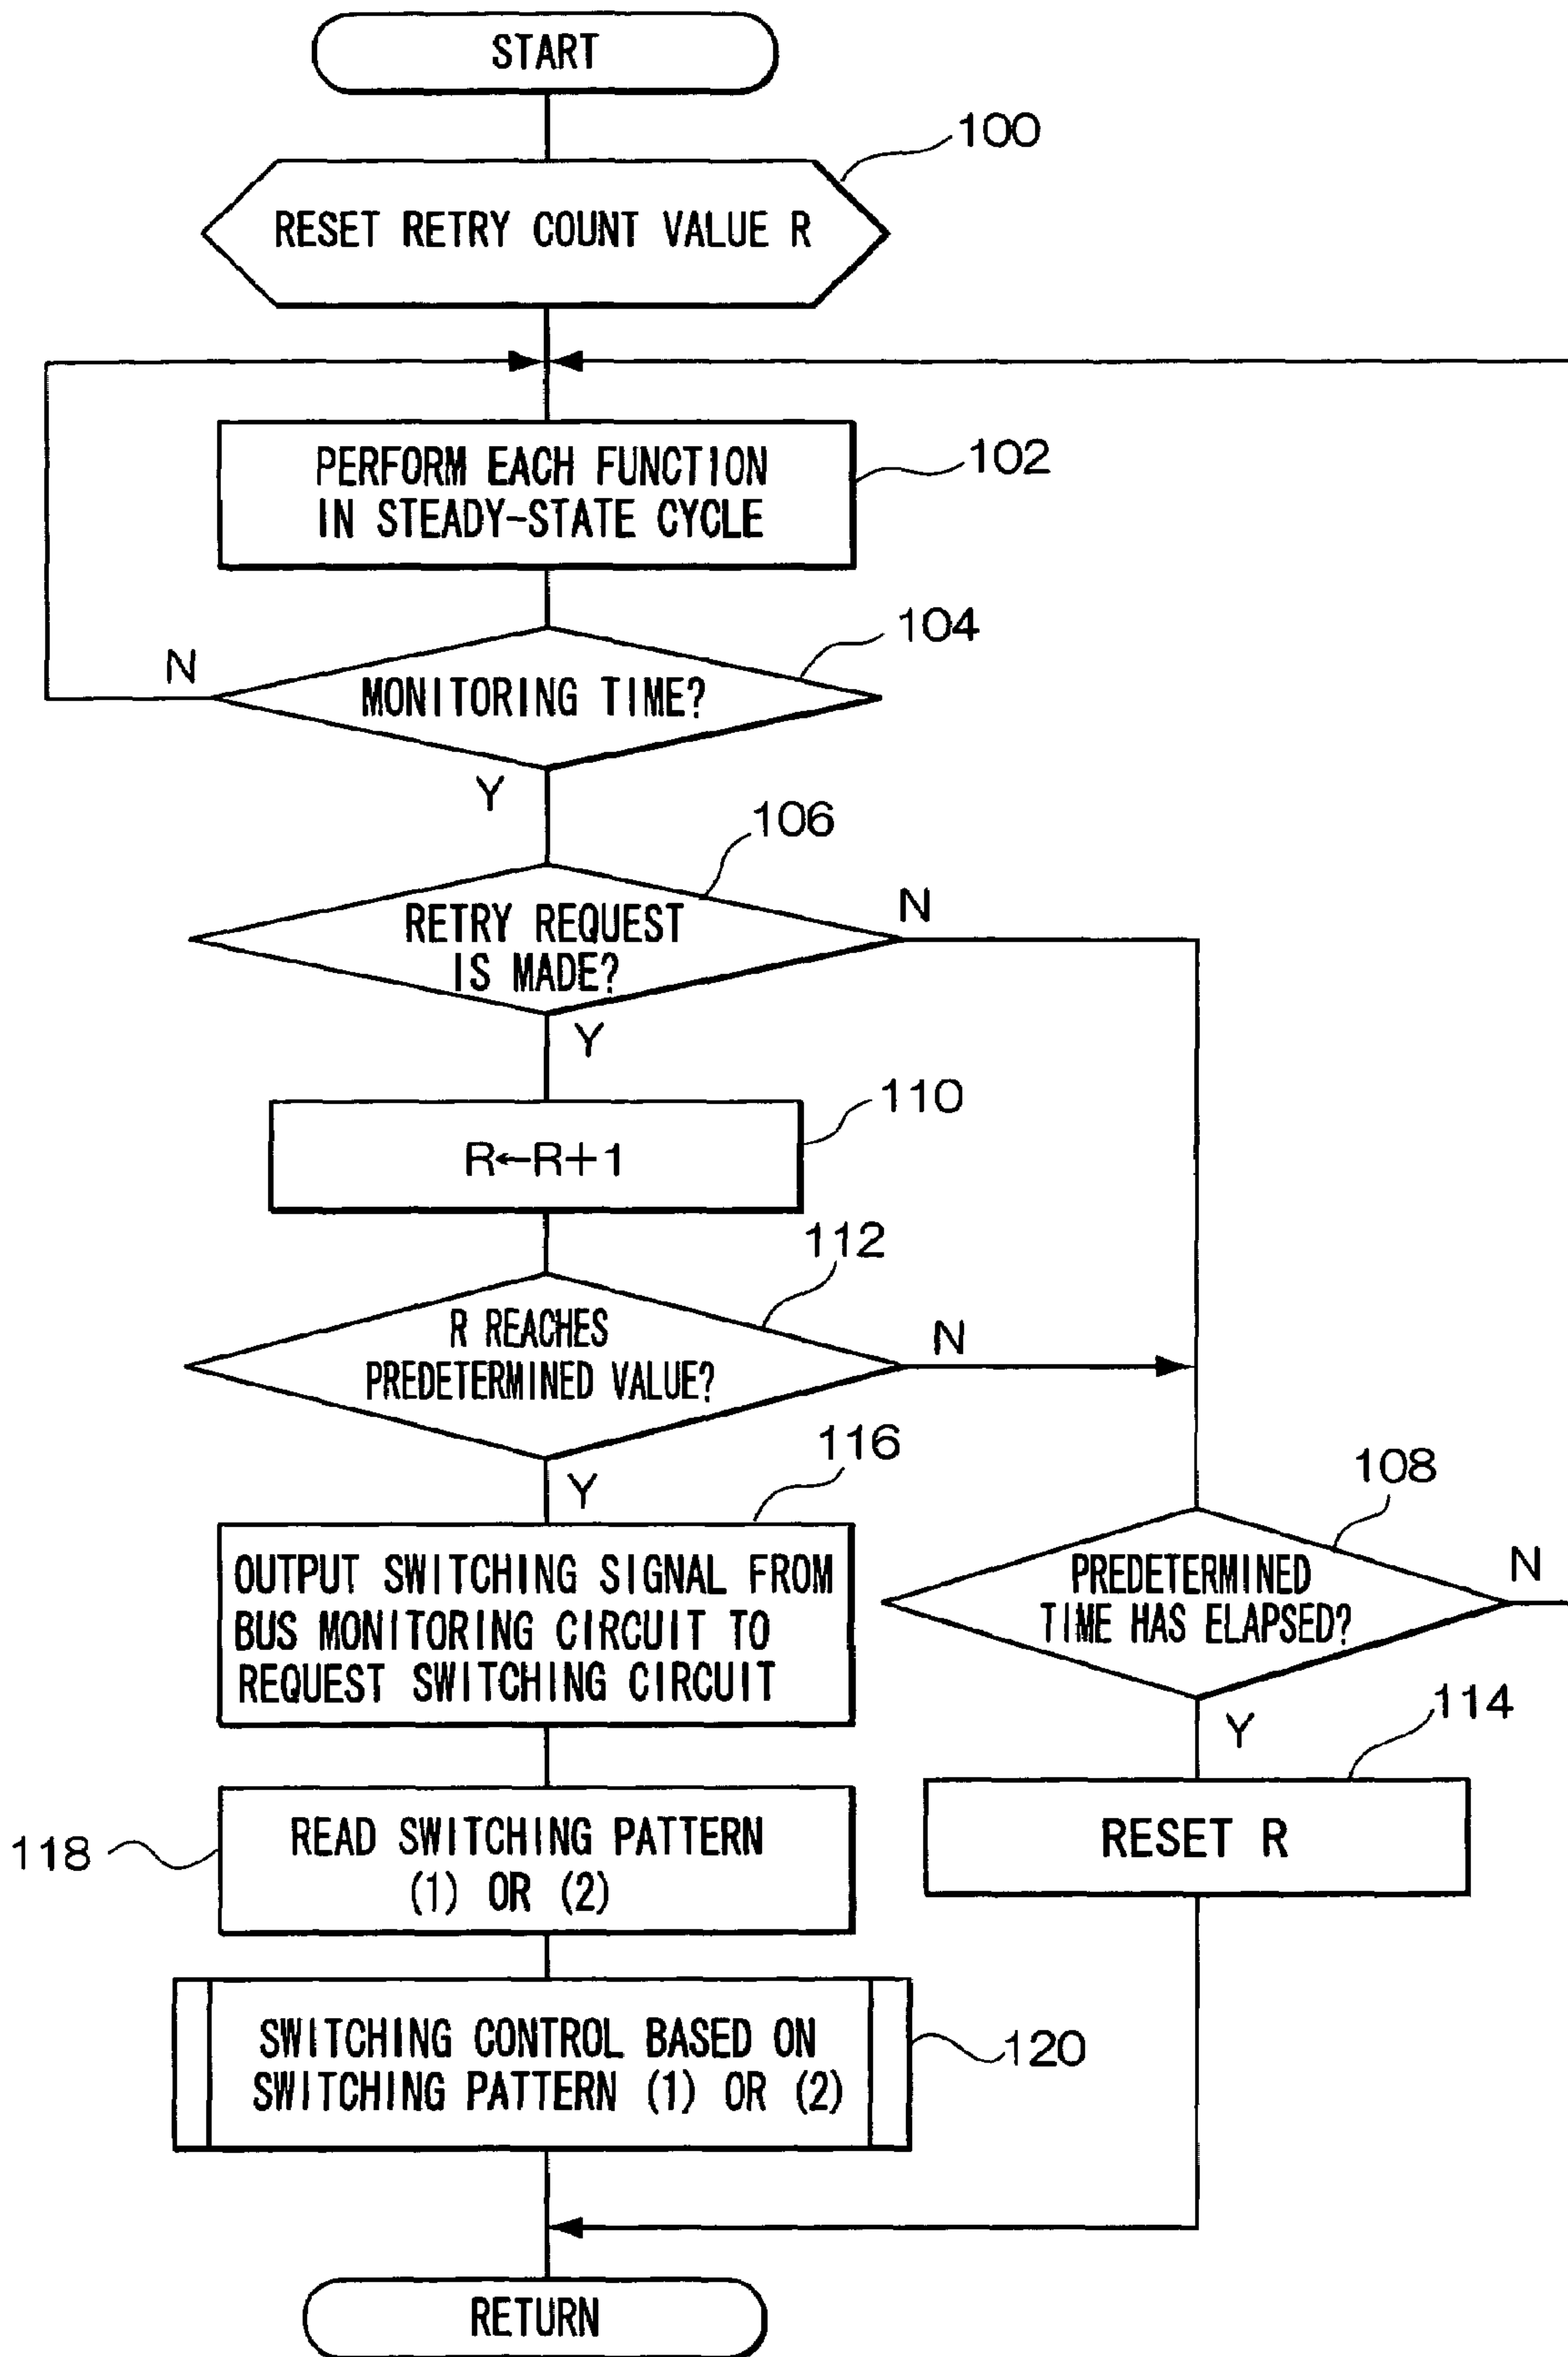 START
100
RESET RETRY COUNT VALUE R
PERFORM EACH FUNCTION
IN STEADY-STATE CYCLE
102
104
N
MONITORING TIME?
Y
106
RETRY REQUEST
IS MADE?
N
Y
110
R←R+1
112
R REACHES
PREDETERMINED VALUE?
N
Y
116
OUTPUT SWITCHING SIGNAL FROM
BUS MONITORING CIRCUIT TO
REQUEST SWITCHING CIRCUIT
108
PREDETERMINED
TIME HAS ELAPSED?
N
Y
114
RESET R
118
READ SWITCHING PATTERN
(1) OR (2)
SWITCHING CONTROL BASED ON
SWITCHING PATTERN (1) OR (2)
120
RETURN